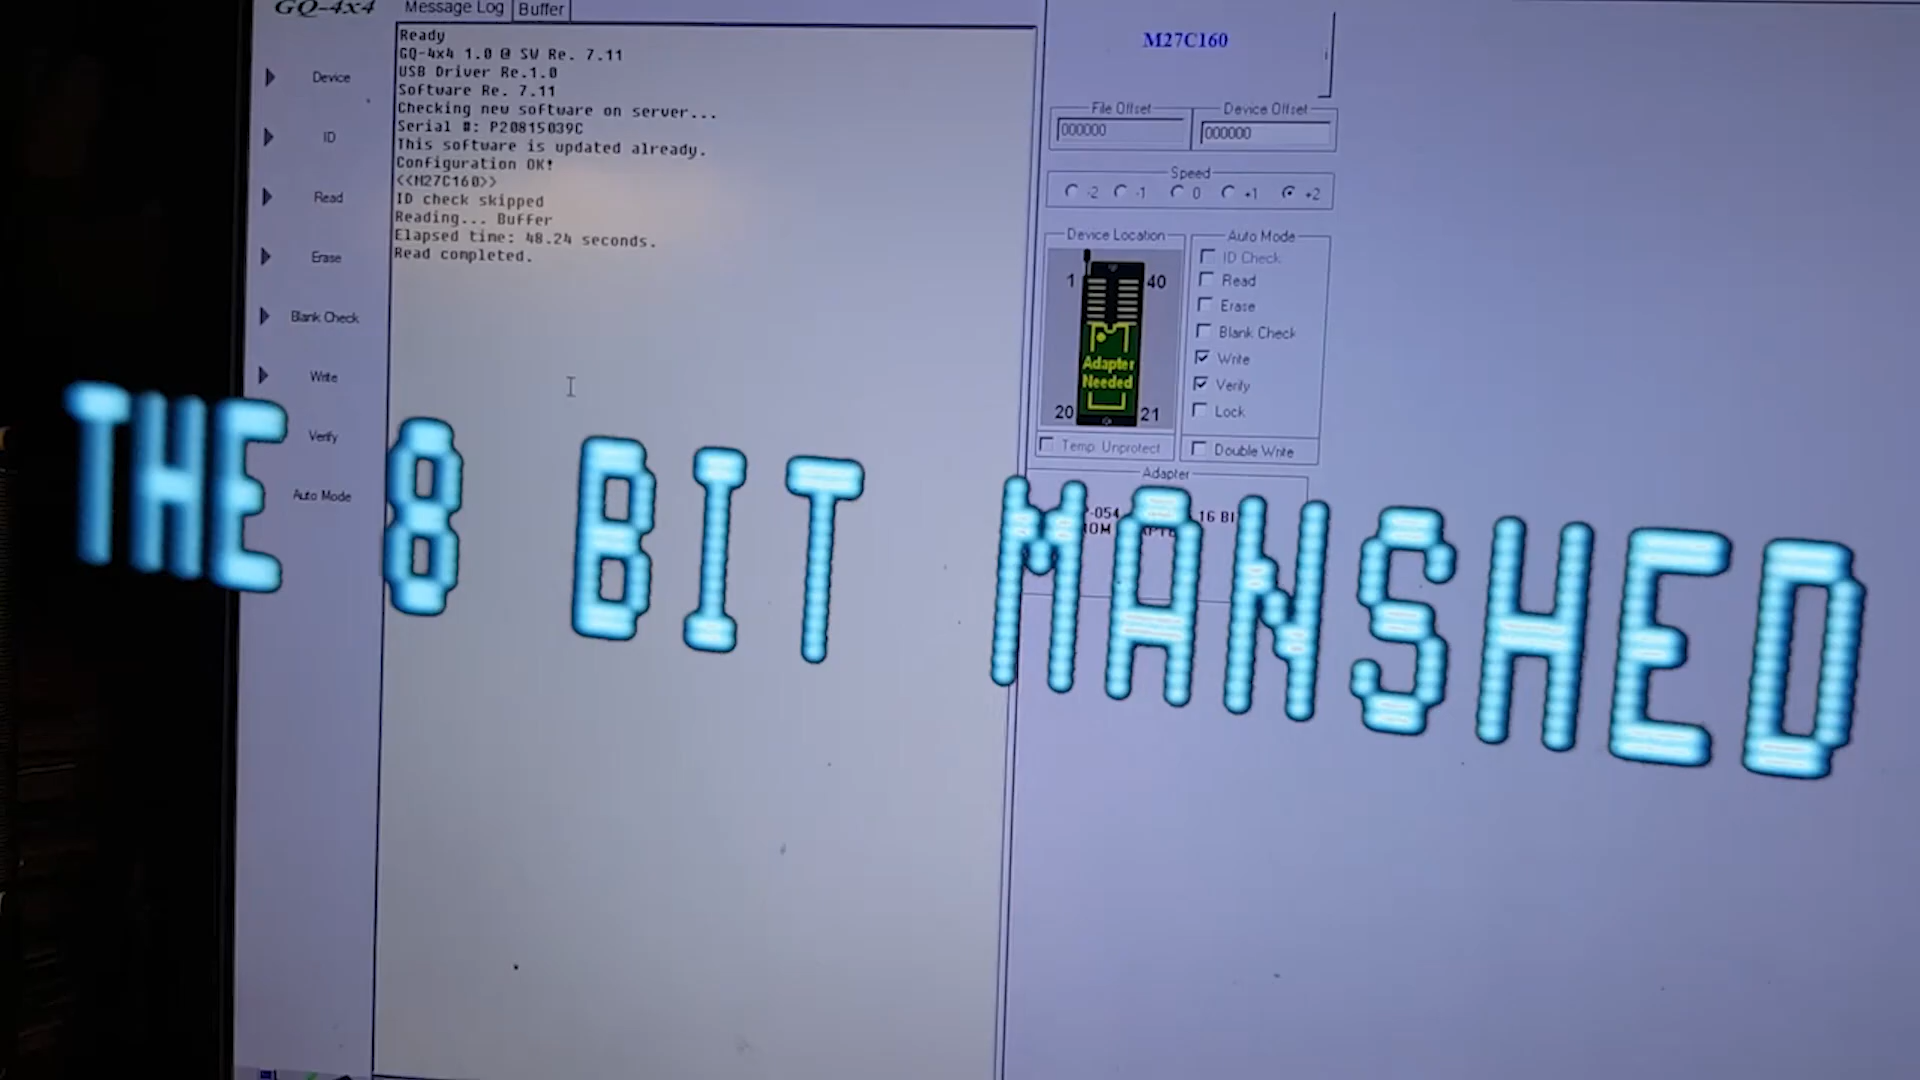 GQ-4x4
Message Log
Buffer
Ready
GQ-4x4 1.0 @ SW Re. 7.11
USB Driver Re.1.0
Software Re. 7.11
Checking new software on server...
Serial #: P20815039C
This software is updated already.
Configuration OK!
<<M27C160>>
ID check skipped
Reading... Buffer
Elapsed time: 48.24 seconds.
Read completed.
Device
ID
Read
Erase
Blank Check
Write
Verify
Auto Mode
M27C160
File Offset
Device Offset
000000
000000
Speed
-2 -1 0 +1 +2
Device Location
1 40
Adapter
Needed
20 21
Temp Unprotect
Auto Mode
ID Check
Read
Erase
Blank Check
Write
Verify
Lock
Double Write
Adapter
-054
16 BI
THE 8 BIT MANSHED